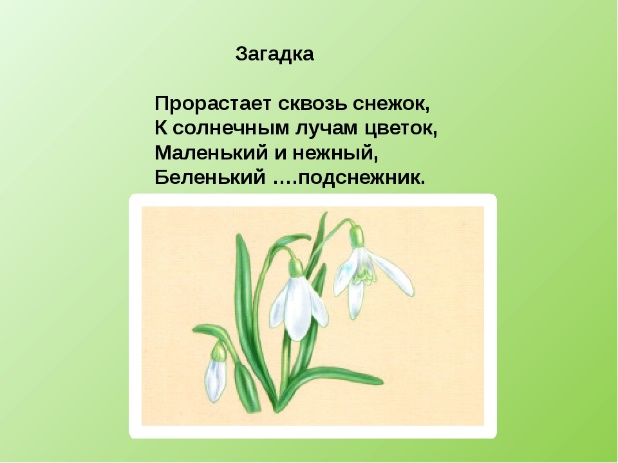 Загадка
Прорастает сквозь снежок,
К солнечным лучам цветок,
Маленький и нежный,
Беленький ….подснежник.